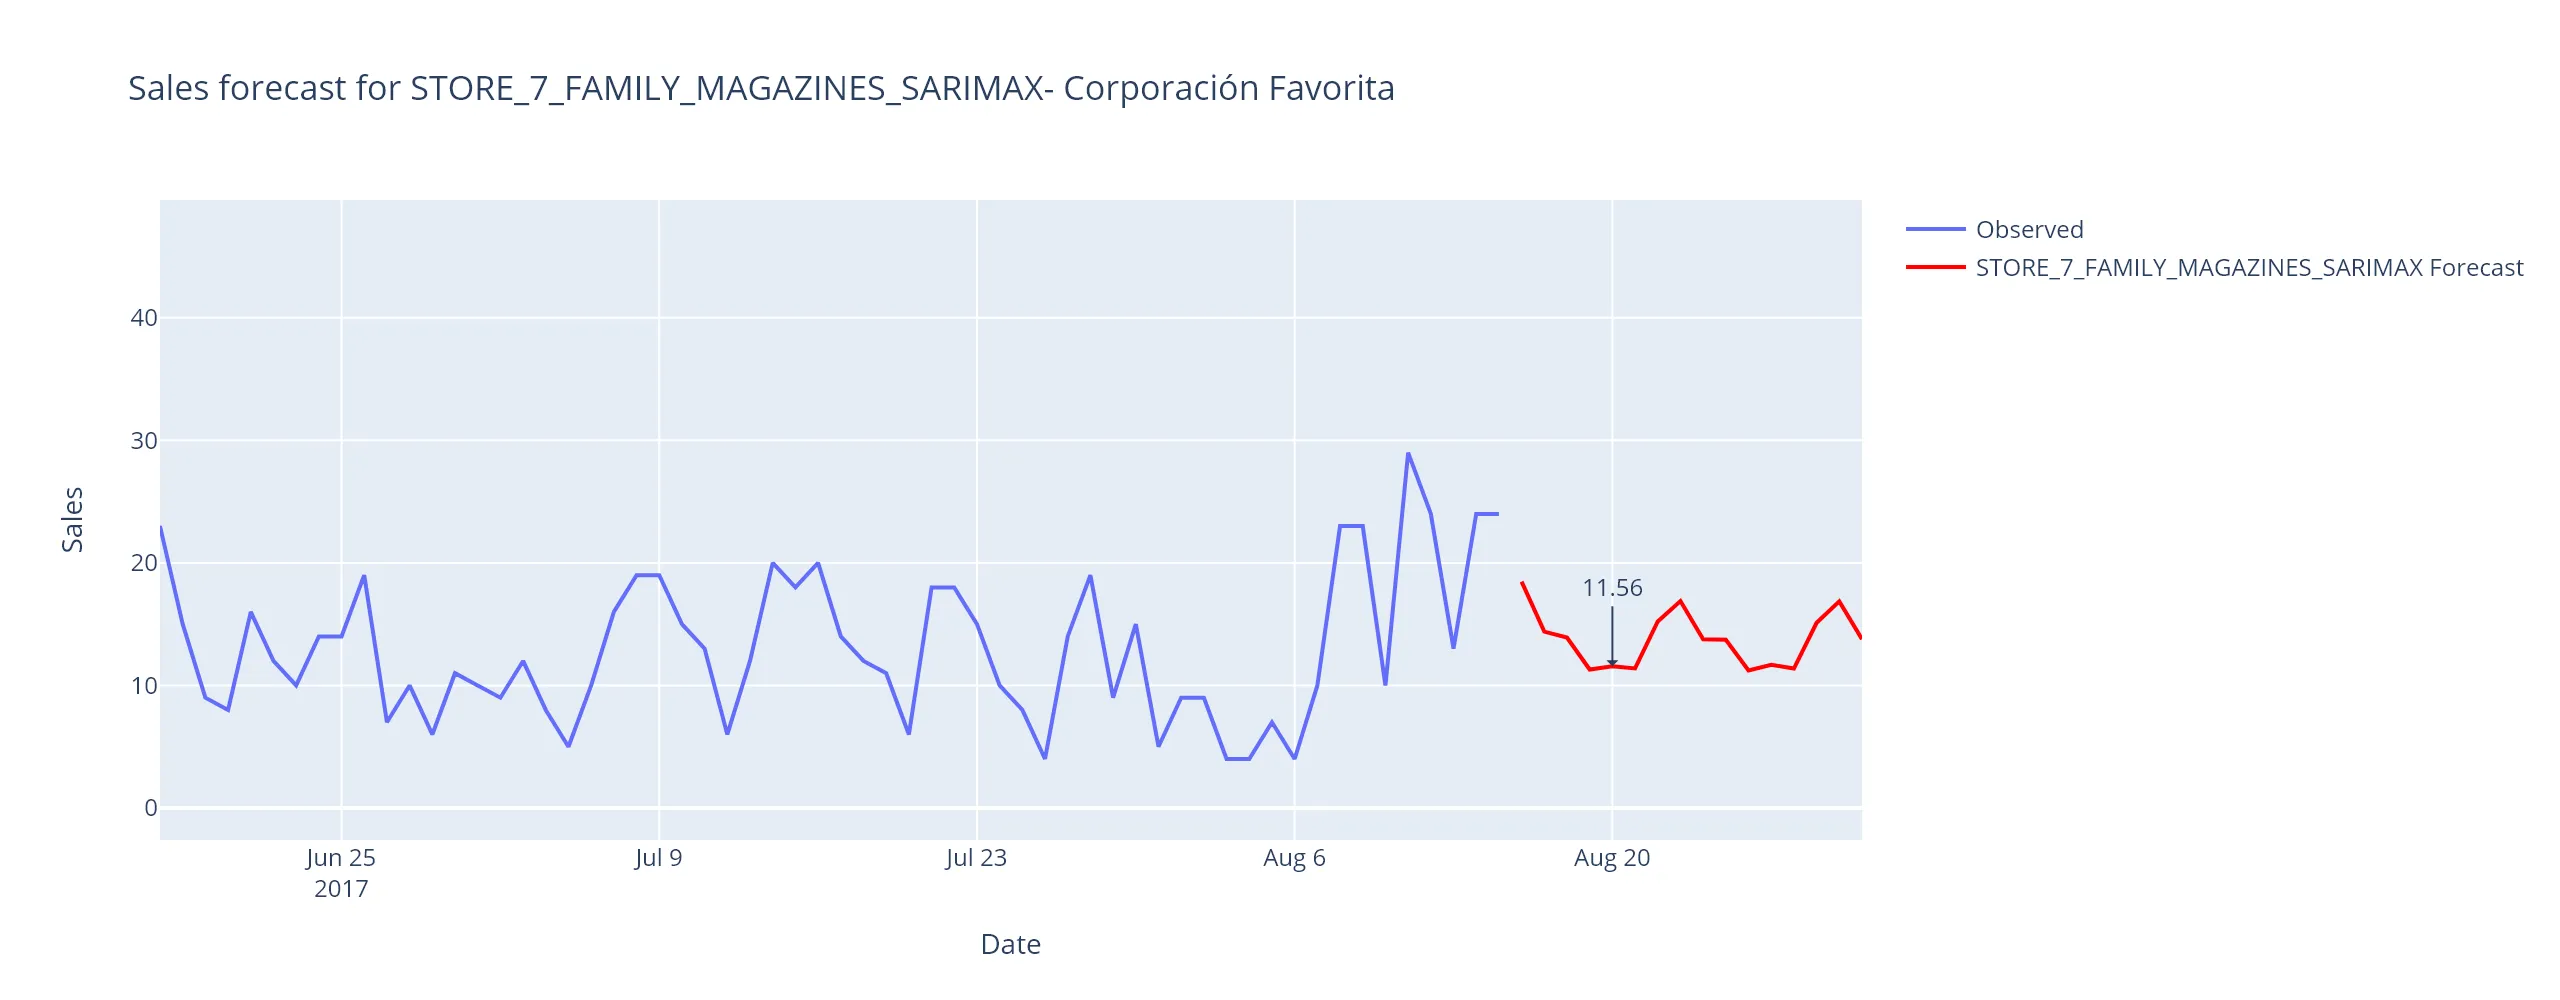 Sales forecast for STORE_7_FAMILY_MAGAZINES_SARIMAX- Corporación Favorita
Observed
STORE_7_FAMILY_MAGAZINES_SARIMAX Forecast
40
30
20
10
0
Sales
11.56
Jun 25
2017
Jul 9
Jul 23
Aug 6
Aug 20
Date